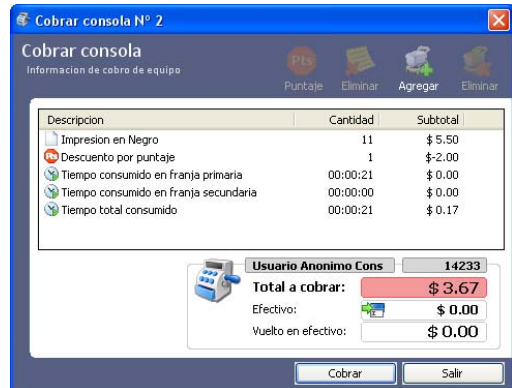 Cobrar consola Nº 2
Cobrar consola
Informacion de cobro de equipo
Pts
Puntaje Eliminar Agregar Eliminar
Descripcion Cantidad Subtotal
Impresion en Negro 11 $ 5.50
Pts Descuento por puntaje 1 $-2.00
Tiempo consumido en franja primaria 00:00:21 $ 0.00
Tiempo consumido en franja secundaria 00:00:00 $ 0.00
Tiempo total consumido 00:00:21 $ 0.17
Usuario Anonimo Cons 14233
Total a cobrar: $ 3.67
Efectivo: $ 0.00
Vuelto en efectivo: $ 0.00
Cobrar Salir